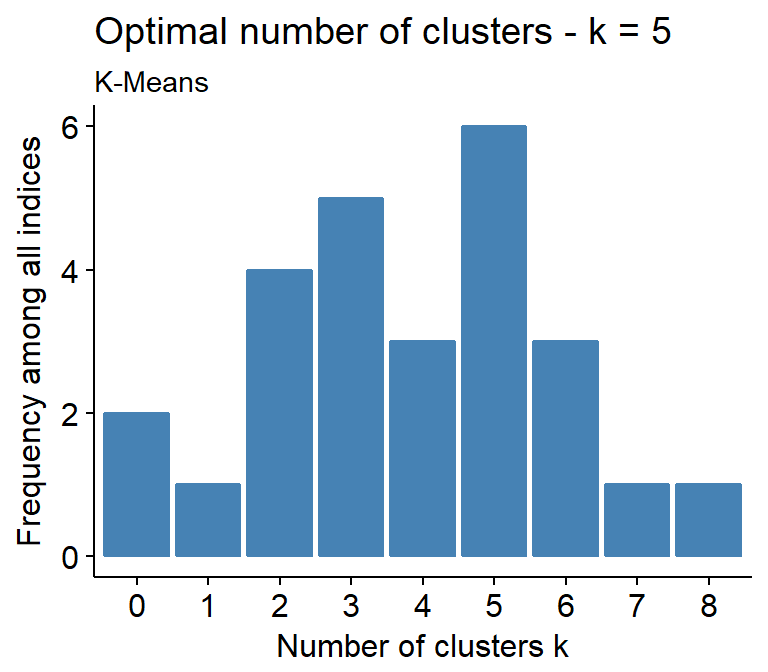 Optimal number of clusters - k = 5
K-Means
Frequency among all indices
6
4
2
0
0 1 2 3 4 5 6 7 8
Number of clusters k